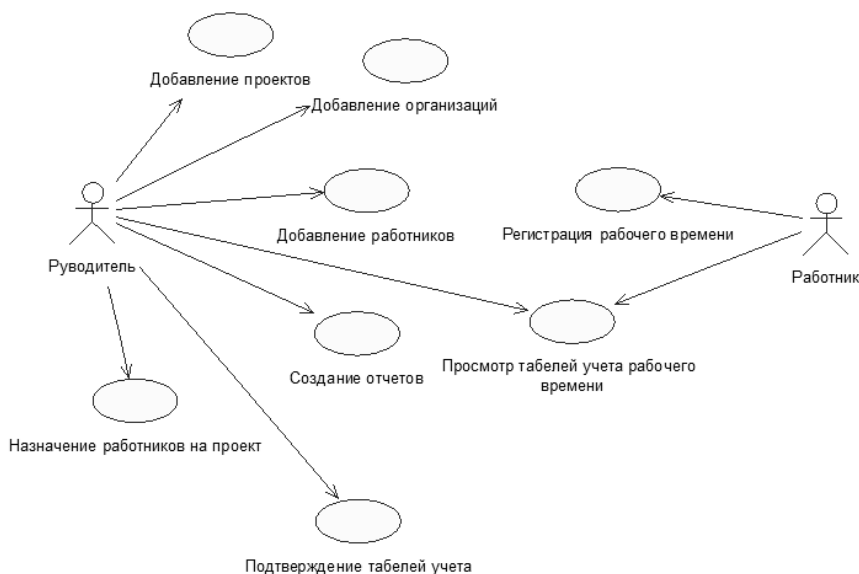 Добавление проектов
Добавление организаций
Добавление работников
Регистрация рабочего времени
Руводитель
Работник
Создание отчетов
Просмотр табелей учета рабочего
времени
Назначение работников на проект
Подтверждение табелей учета